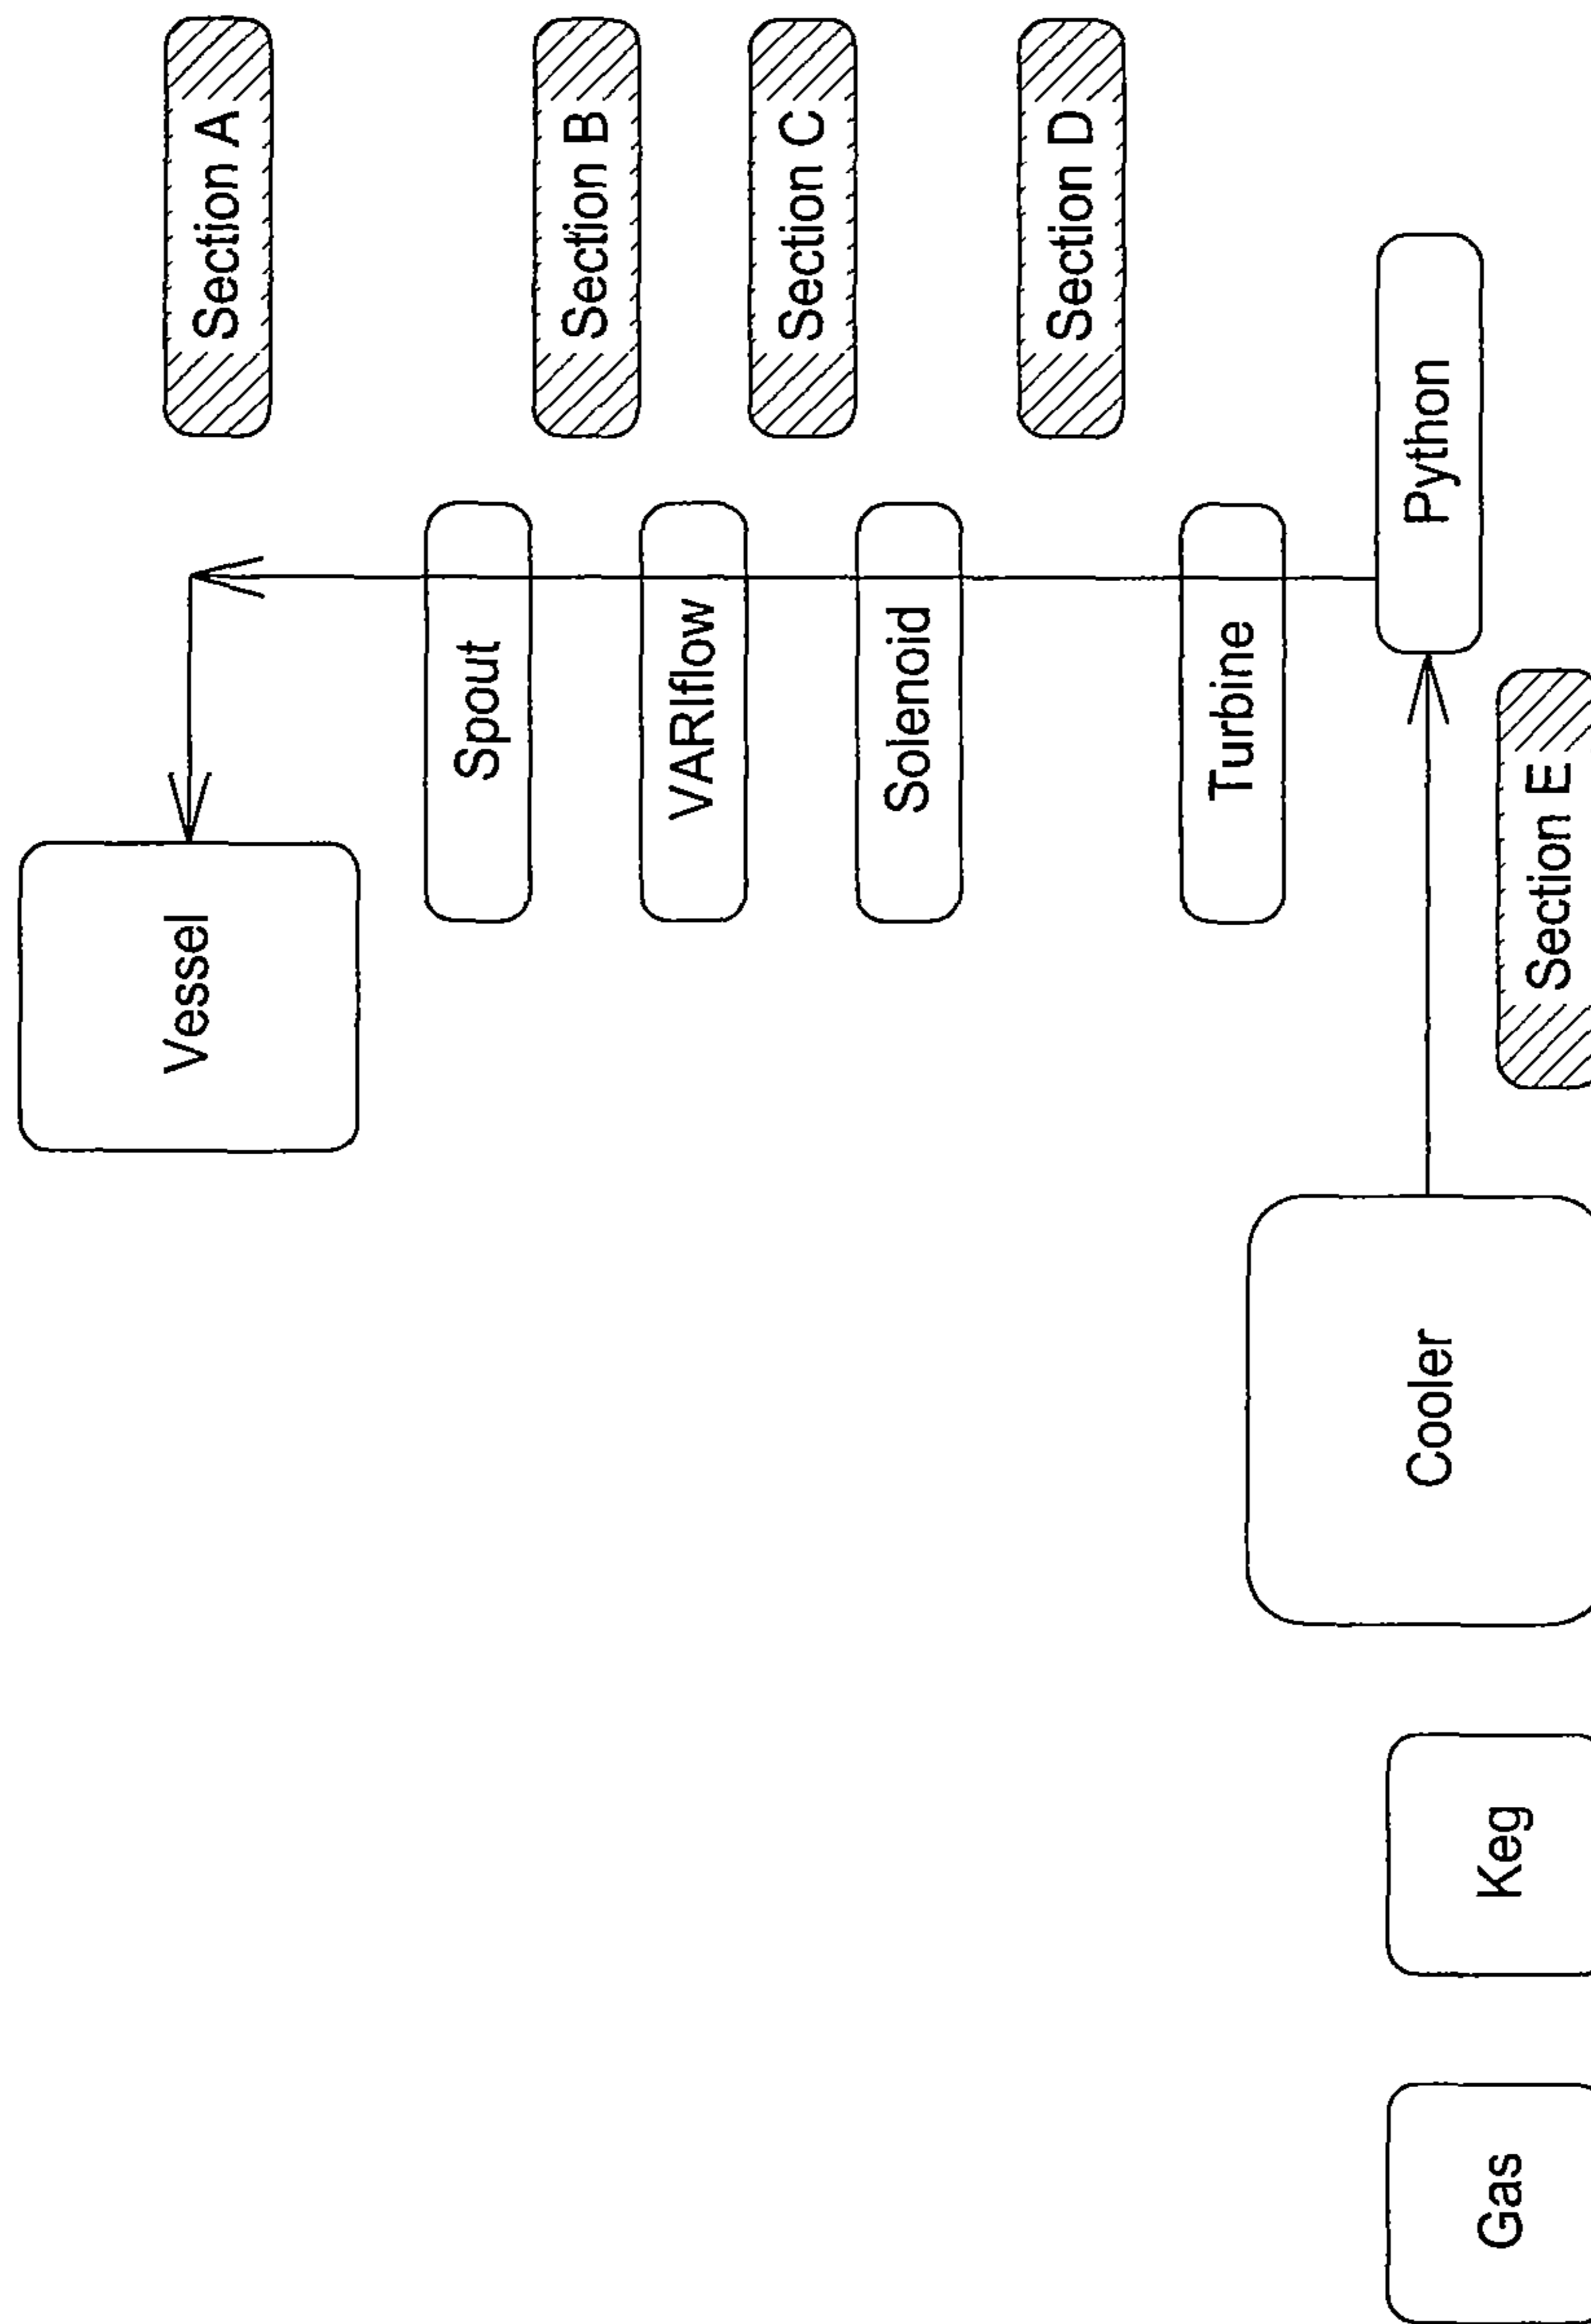 Vessel
Section A
Spout
Section B
VARIflow
Section C
Solenoid
Section D
Turbine
Cooler
Python
Gas
Keg
Section E